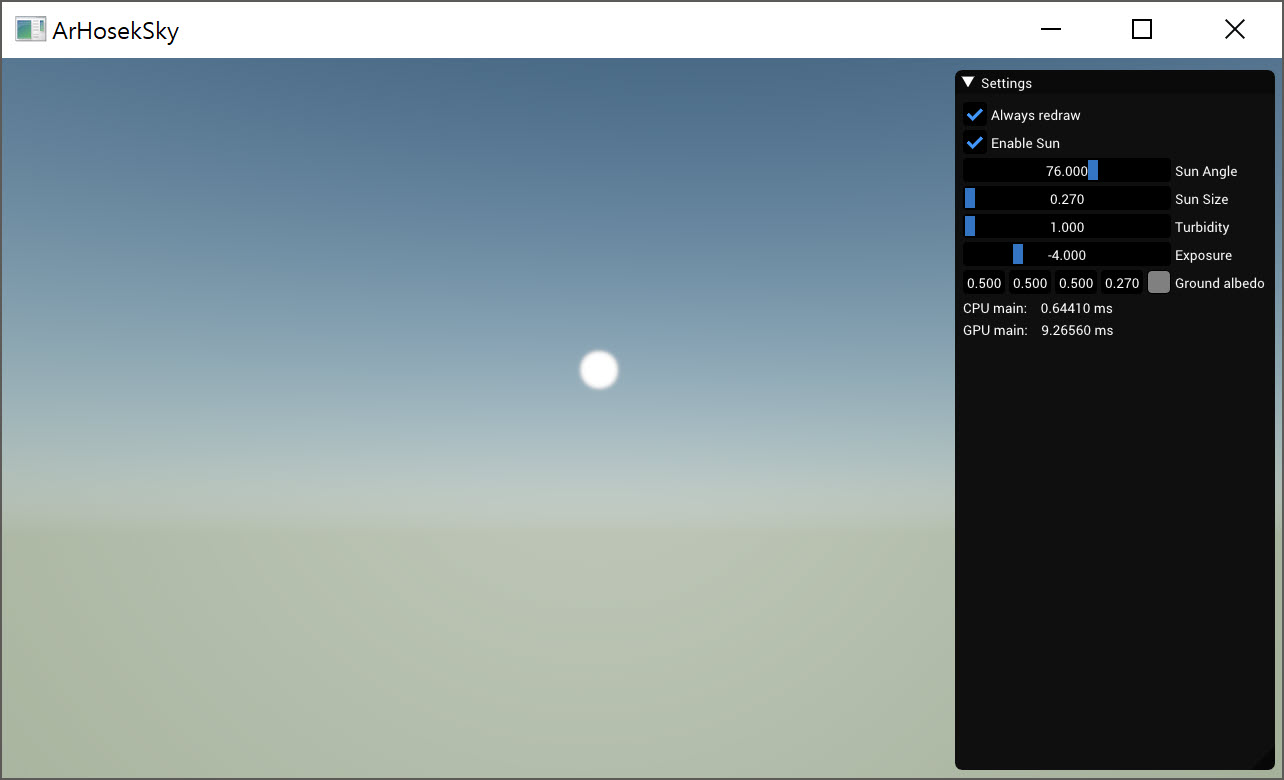 ArHosekSky
Settings
Always redraw
Enable Sun
76.000 Sun Angle
0.270 Sun Size
1.000 Turbidity
-4.000 Exposure
0.500 0.500 0.500 0.270 Ground albedo
CPU main: 0.64410 ms
GPU main: 9.26560 ms